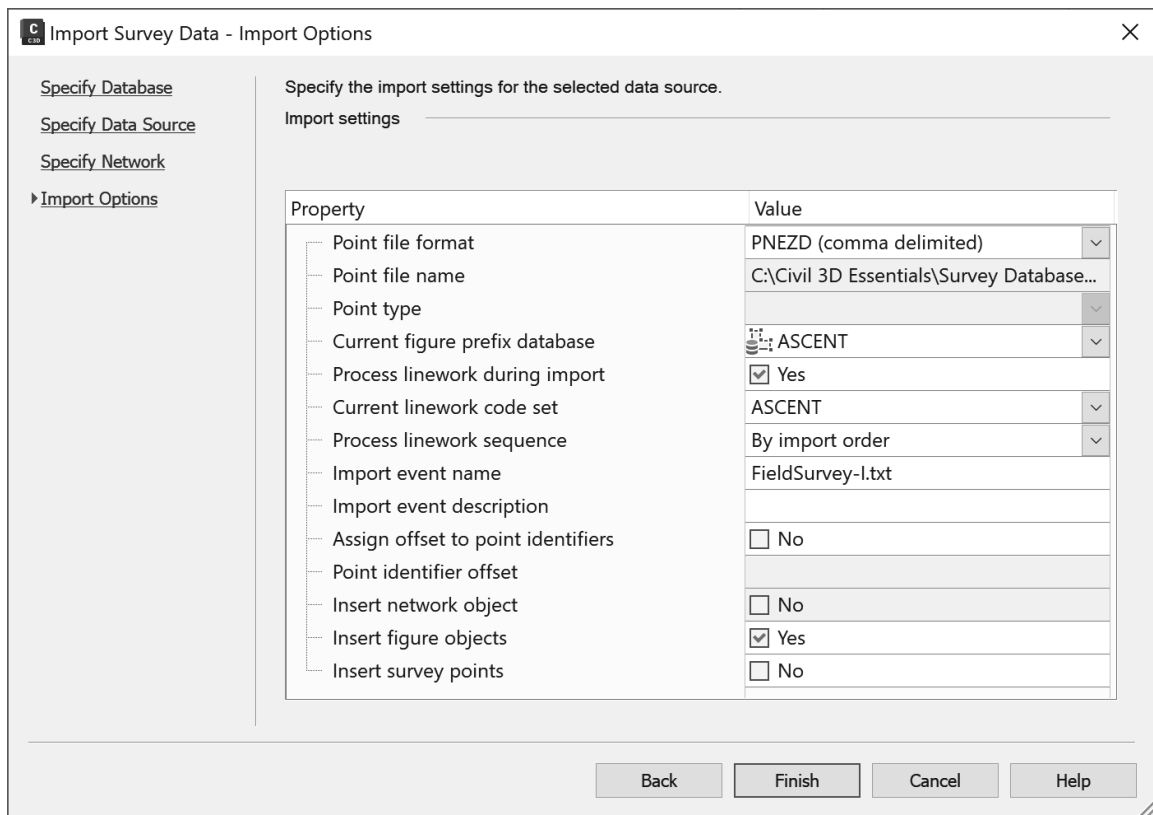 C
C3D
Import Survey Data - Import Options
Specify Database
Specify Data Source
Specify Network
Import Options
Specify the import settings for the selected data source.
Import settings
Property Value
Point file format PNEZD (comma delimited)
Point file name C:\Civil 3D Essentials\Survey Database...
Point type
Current figure prefix database ASCENT
Process linework during import Yes
Current linework code set ASCENT
Process linework sequence By import order
Import event name FieldSurvey-I.txt
Import event description
Assign offset to point identifiers No
Point identifier offset
Insert network object No
Insert figure objects Yes
Insert survey points No
Back Finish Cancel Help